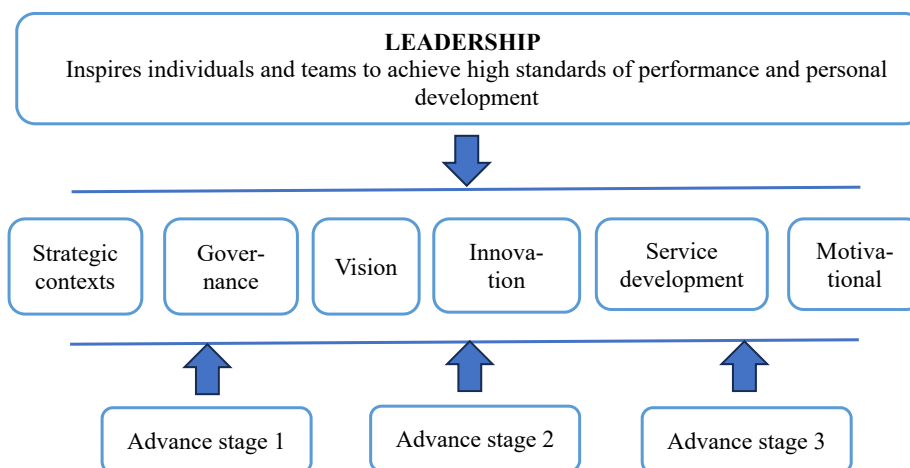 LEADERSHIP
Inspires individuals and teams to achieve high standards of performance and personal
development
Strategic
contexts
Gover-
nance
Vision
Innova-
tion
Service
development
Motiva-
tional
Advance stage 1
Advance stage 2
Advance stage 3